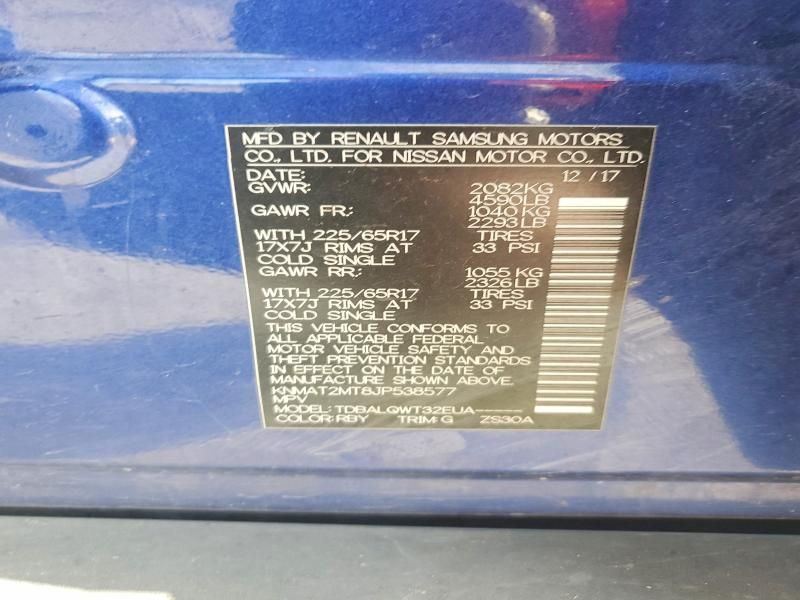 MFD BY RENAULT SAMSUNG MOTORS
CO., LTD. FOR NISSAN MOTOR CO., LTD.
DATE: 12 / 17
GVWR: 2082KG
4590LB
GAWR FR.: 1040 KG
2293 LB
WITH 225/65R17 TIRES
17X7J RIMS AT 33 PSI
COLD SINGLE
GAWR RR.: 1055 KG
2326 LB
WITH 225/65R17 TIRES
17X7J RIMS AT 33 PSI
COLD SINGLE
THIS VEHICLE CONFORMS TO
ALL APPLICABLE FEDERAL
MOTOR VEHICLE SAFETY AND
THEFT PREVENTION STANDARDS
IN EFFECT ON THE DATE OF
MANUFACTURE SHOWN ABOVE.
KNMAT2MT8JP538577
MPV
MODEL: TDBALQWT32EUA------
COLOR:RBY TRIM:G ZS30A